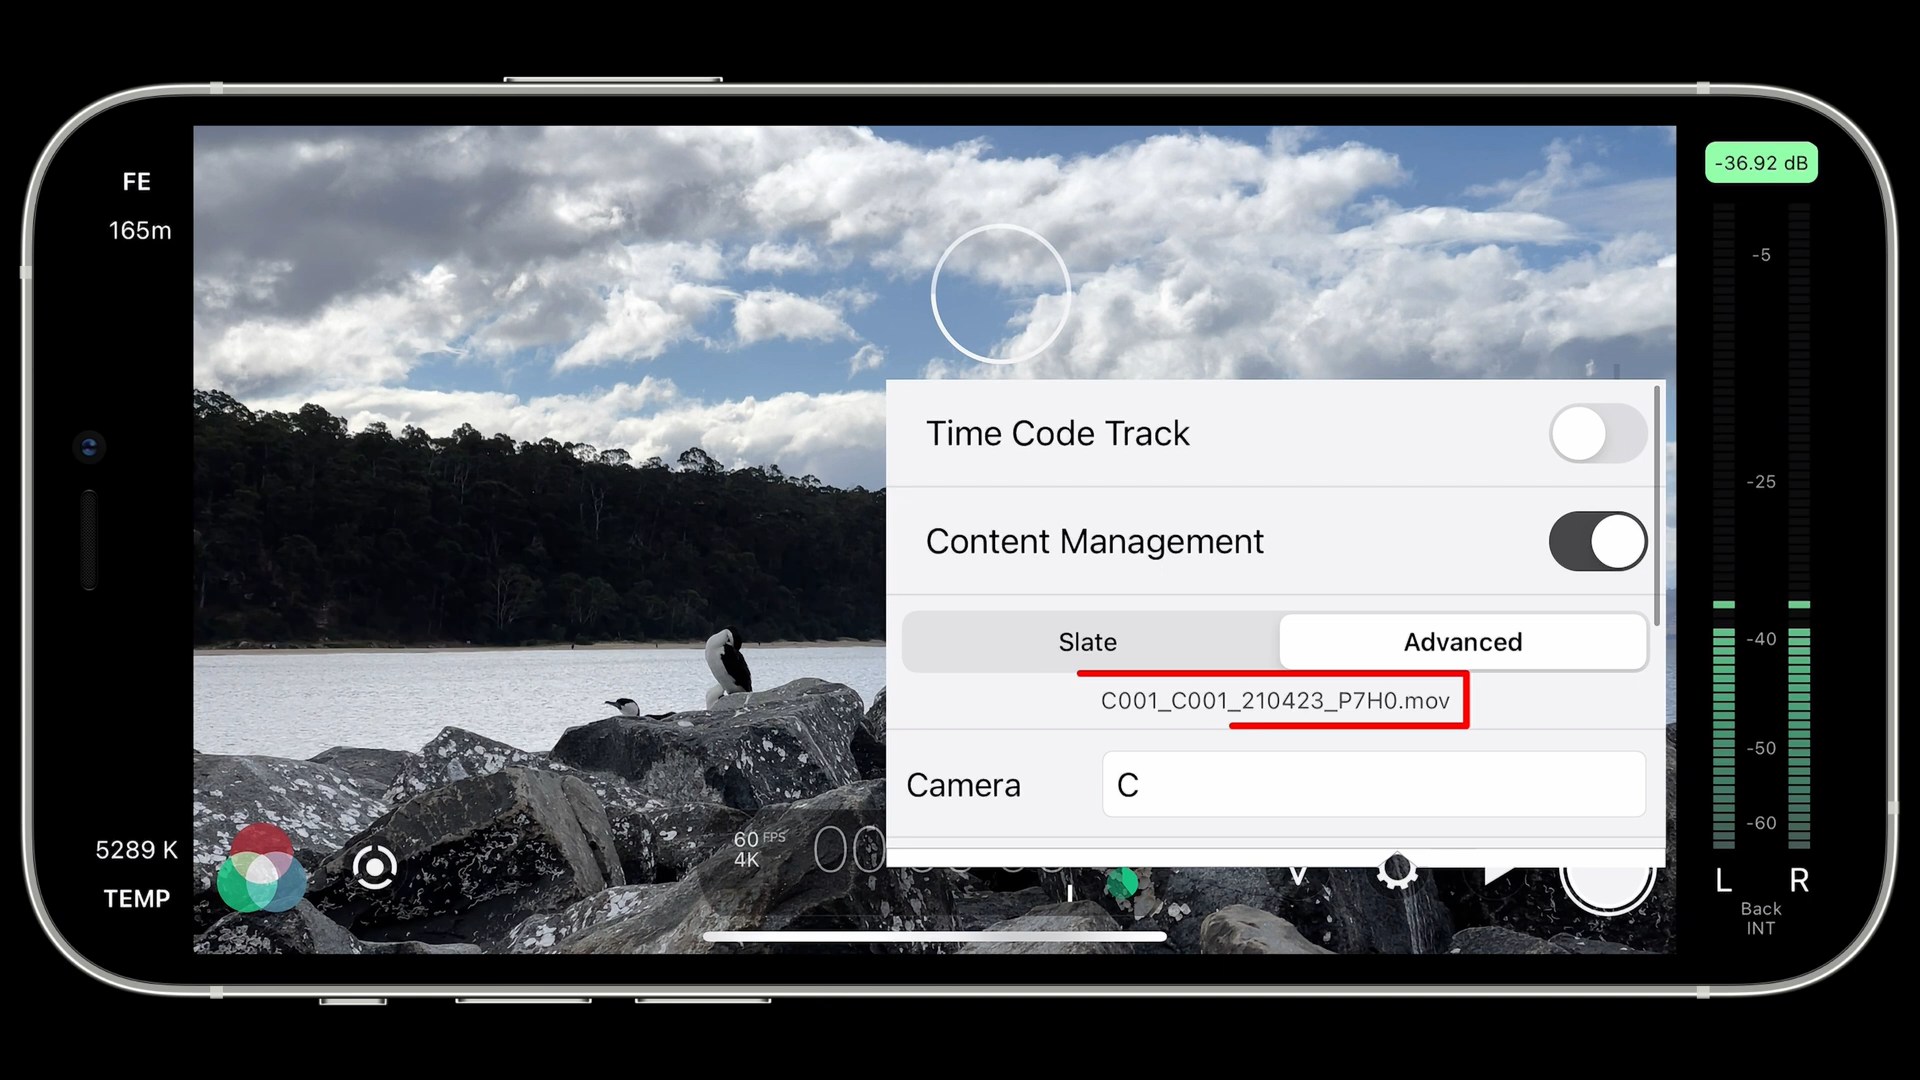 FE
165m
-36.92 dB
-5
-25
-40
-50
-60
L
R
Back
INT
Time Code Track
Content Management
Slate
Advanced
C001_C001_210423_P7H0.mov
Camera
C
60 FPS
4K
5289 K
TEMP